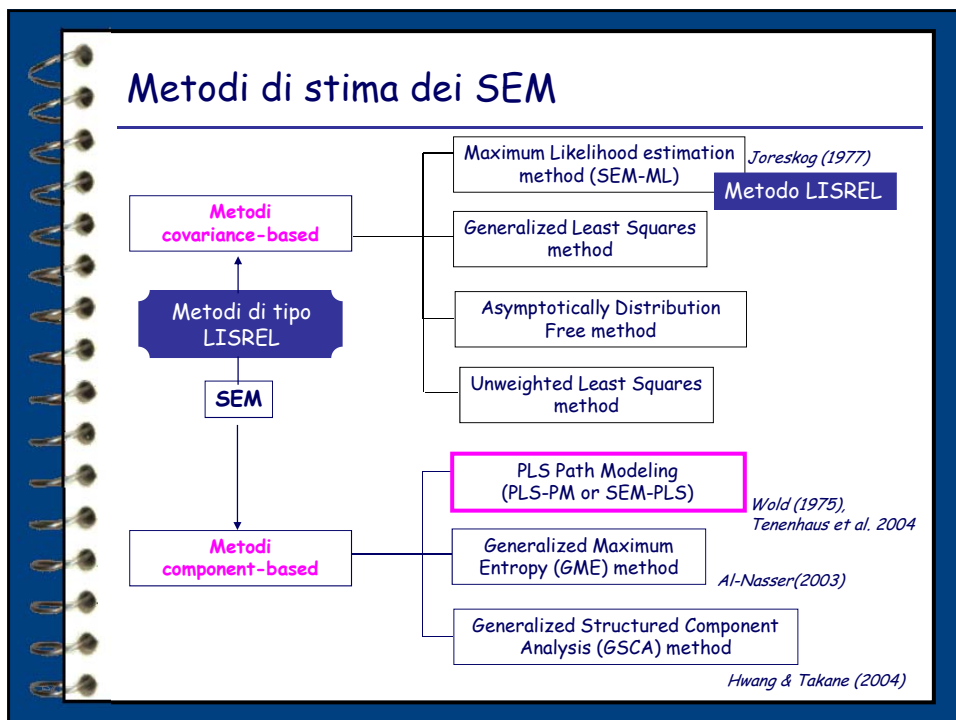 Metodi di stima dei SEM
Maximum Likelihood estimation
method (SEM-ML)
Joreskog (1977)
Metodo LISREL
Metodi
covariance-based
Generalized Least Squares
method
Metodi di tipo
LISREL
Asymptotically Distribution
Free method
SEM
Unweighted Least Squares
method
PLS Path Modeling
(PLS-PM or SEM-PLS)
Wold (1975),
Tenenhaus et al. 2004
Metodi
component-based
Generalized Maximum
Entropy (GME) method
Al-Nasser(2003)
Generalized Structured Component
Analysis (GSCA) method
Hwang & Takane (2004)